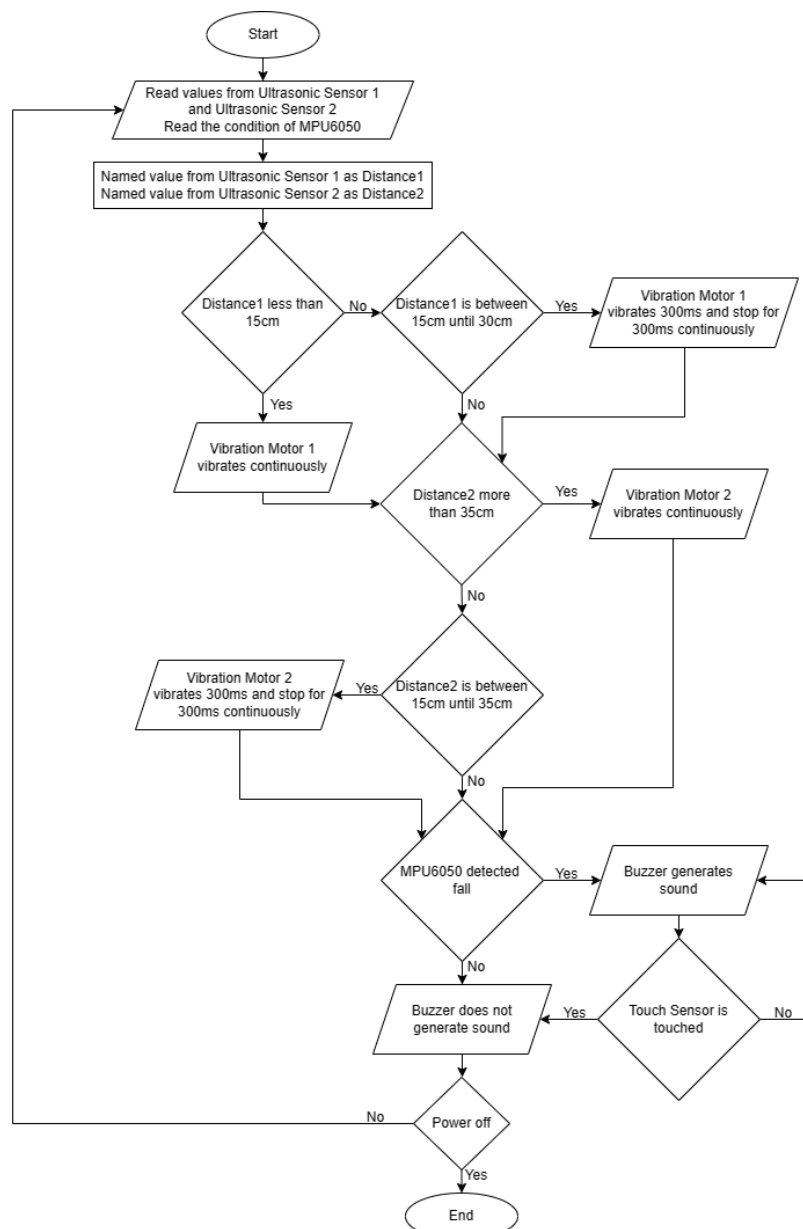 Start
Read values from Ultrasonic Sensor 1
and Ultrasonic Sensor 2
Read the condition of MPU6050
Named value from Ultrasonic Sensor 1 as Distance1
Named value from Ultrasonic Sensor 2 as Distance2
Distance1 less than
15cm
No
Distance1 is between
15cm until 30cm
Yes
Vibration Motor 1
vibrates 300ms and stop for
300ms continuously
Yes
No
Vibration Motor 1
vibrates continuously
Distance2 more
than 35cm
Yes
Vibration Motor 2
vibrates continuously
No
Vibration Motor 2
vibrates 300ms and stop for
300ms continuously
Yes
Distance2 is between
15cm until 35cm
No
MPU6050 detected
fall
Yes
Buzzer generates
sound
No
Buzzer does not
generate sound
Yes
Touch Sensor is
touched
No
No
Power off
Yes
End